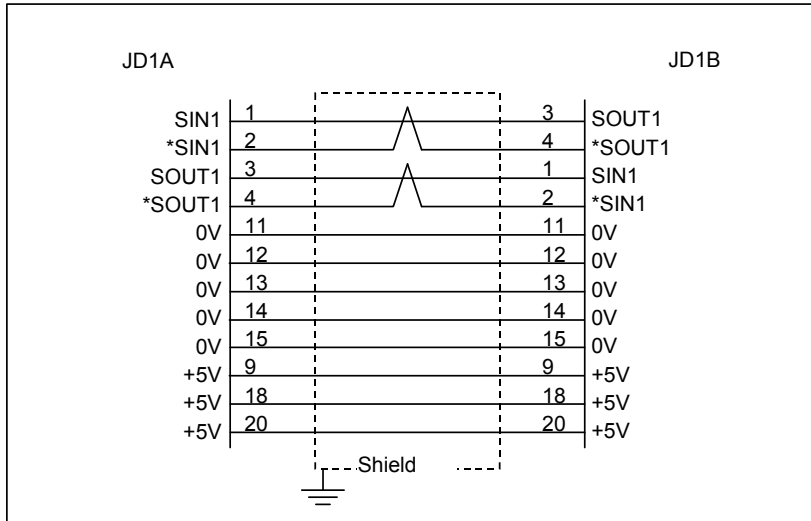 JD1A JD1B
SIN1 1 3 SOUT1
*SIN1 2 4 *SOUT1
SOUT1 3 1 SIN1
*SOUT1 4 2 *SIN1
0V 11 11 0V
0V 12 12 0V
0V 13 13 0V
0V 14 14 0V
0V 15 15 0V
+5V 9 9 +5V
+5V 18 18 +5V
+5V 20 20 +5V
Shield